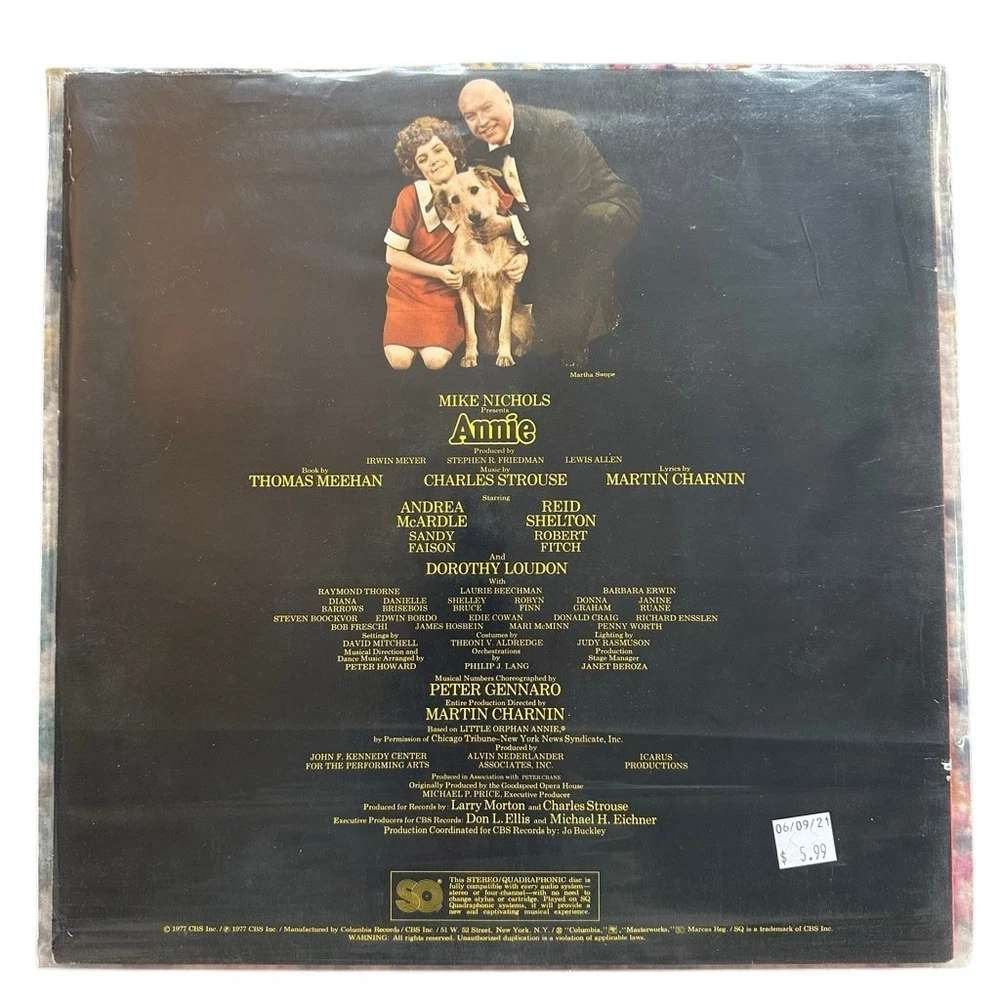 Martha Swope
MIKE NICHOLS
Presents
Annie
Produced by
IRWIN MEYER STEPHEN R. FRIEDMAN LEWIS ALLEN
Book by Music by Lyrics by
THOMAS MEEHAN CHARLES STROUSE MARTIN CHARNIN
Starring
ANDREA REID
McARDLE SHELTON
SANDY ROBERT
FAISON FITCH
And
DOROTHY LOUDON
With
RAYMOND THORNE LAURIE BEECHMAN BARBARA ERWIN
DIANA DANIELLE SHELLEY ROBYN DONNA JANINE
BARROWS BRISEBOIS BRUCE FINN GRAHAM RUANE
STEVEN BOOCKVOR EDWIN BORDO EDIE COWAN DONALD CRAIG RICHARD ENSSLEN
BOB FRESCHI JAMES HOSBEIN MARI McMINN PENNY WORTH
Settings by Costumes by Lighting by
DAVID MITCHELL THEONI V. ALDREDGE JUDY RASMUSON
Musical Direction and Orchestrations Production
Dance Music Arranged by by Stage Manager
PETER HOWARD PHILIP J. LANG JANET BEROZA
Musical Numbers Choreographed by
PETER GENNARO
Entire Production Directed by
MARTIN CHARNIN
Based on LITTLE ORPHAN ANNIE,®
by Permission of Chicago Tribune-New York News Syndicate, Inc.
Produced by
JOHN F. KENNEDY CENTER ALVIN NEDERLANDER ICARUS
FOR THE PERFORMING ARTS ASSOCIATES, INC. PRODUCTIONS
Produced in Association with PETER CRANE
Originally Produced by the Goodspeed Opera House
MICHAEL P. PRICE, Executive Producer
Produced for Records by: Larry Morton and Charles Strouse
Executive Producers for CBS Records: Don L. Ellis and Michael H. Eichner
Production Coordinated for CBS Records by: Jo Buckley
06/09/21
$ 5.99
SQ
This STEREO/QUADRAPHONIC disc is
fully compatible with every audio system—
stereo or four-channel—with no need to
change stylus or cartridge. Played on SQ
Quadraphonic systems, it will provide a
new and captivating musical experience.
© 1977 CBS Inc./℗ 1977 CBS Inc./Manufactured by Columbia Records/CBS Inc./51 W. 52 Street, New York, N.Y./® "Columbia," "Masterworks," Marcas Reg./SQ is a trademark of CBS Inc.
WARNING: All rights reserved. Unauthorized duplication is a violation of applicable laws.